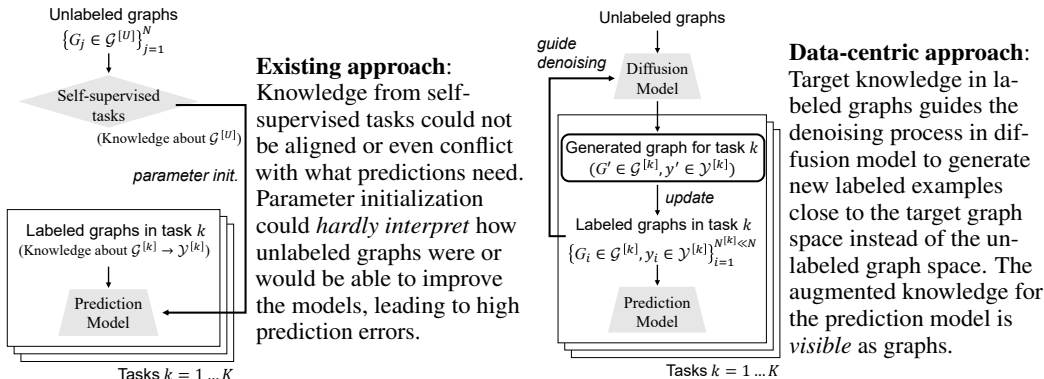 Unlabeled graphs
{G_j ∈ 𝒢^{[U]}}_{j=1}^{N}
Self-supervised
tasks
(Knowledge about 𝒢^{[U]})
parameter init.
Labeled graphs in task k
(Knowledge about 𝒢^{[k]} → 𝒴^{[k]})
Prediction
Model
Tasks k = 1 … K
Existing approach:
Knowledge from self-
supervised tasks could not
be aligned or even conflict
with what predictions need.
Parameter initialization
could hardly interpret how
unlabeled graphs were or
would be able to improve
the models, leading to high
prediction errors.
Unlabeled graphs
guide
denoising
Diffusion
Model
Generated graph for task k
(G′ ∈ 𝒢^{[k]}, y′ ∈ 𝒴^{[k]})
update
Labeled graphs in task k
{G_i ∈ 𝒢^{[k]}, y_i ∈ 𝒴^{[k]}}_{i=1}^{N^{[k]}≪N}
Prediction
Model
Tasks k = 1 … K
Data-centric approach:
Target knowledge in la-
beled graphs guides the
denoising process in dif-
fusion model to generate
new labeled examples
close to the target graph
space instead of the un-
labeled graph space. The
augmented knowledge for
the prediction model is
visible as graphs.